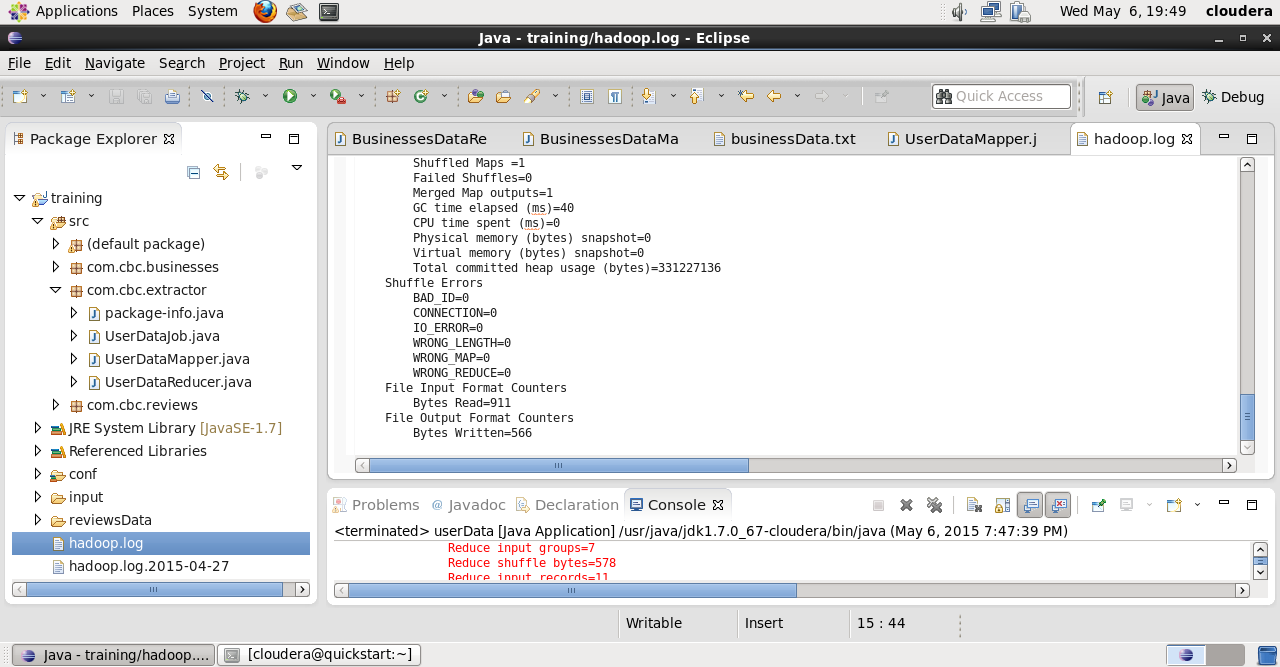 Applications Places System Wed May 6, 19:49 cloudera
Java - training/hadoop.log - Eclipse
File Edit Navigate Search Project Run Window Help
Quick Access Java Debug
Package Explorer
training
src
(default package)
com.cbc.businesses
com.cbc.extractor
package-info.java
UserDataJob.java
UserDataMapper.java
UserDataReducer.java
com.cbc.reviews
JRE System Library [JavaSE-1.7]
Referenced Libraries
conf
input
reviewsData
hadoop.log
hadoop.log.2015-04-27
BusinessesDataRe BusinessesDataMa businessData.txt UserDataMapper.j hadoop.log
Shuffled Maps =1
Failed Shuffles=0
Merged Map outputs=1
GC time elapsed (ms)=40
CPU time spent (ms)=0
Physical memory (bytes) snapshot=0
Virtual memory (bytes) snapshot=0
Total committed heap usage (bytes)=331227136
Shuffle Errors
BAD_ID=0
CONNECTION=0
IO_ERROR=0
WRONG_LENGTH=0
WRONG_MAP=0
WRONG_REDUCE=0
File Input Format Counters
Bytes Read=911
File Output Format Counters
Bytes Written=566
Problems @ Javadoc Declaration Console
<terminated> userData [Java Application] /usr/java/jdk1.7.0_67-cloudera/bin/java (May 6, 2015 7:47:39 PM)
Reduce input groups=7
Reduce shuffle bytes=578
Reduce input records=11
Writable Insert 15 : 44
Java - training/hadoop.... [cloudera@quickstart:~]